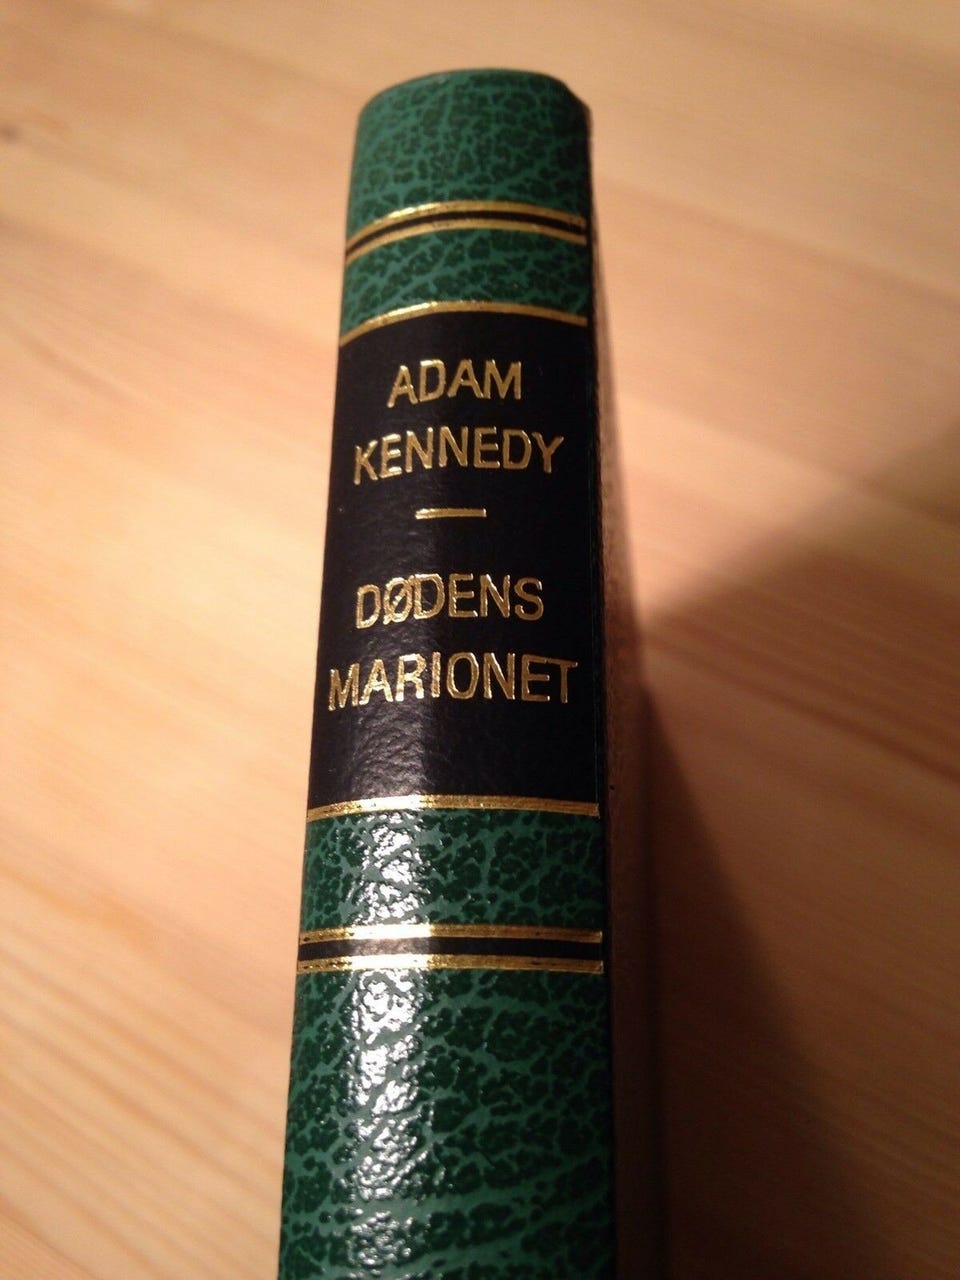 ADAM
KENNEDY
—
DØDENS
MARIONET